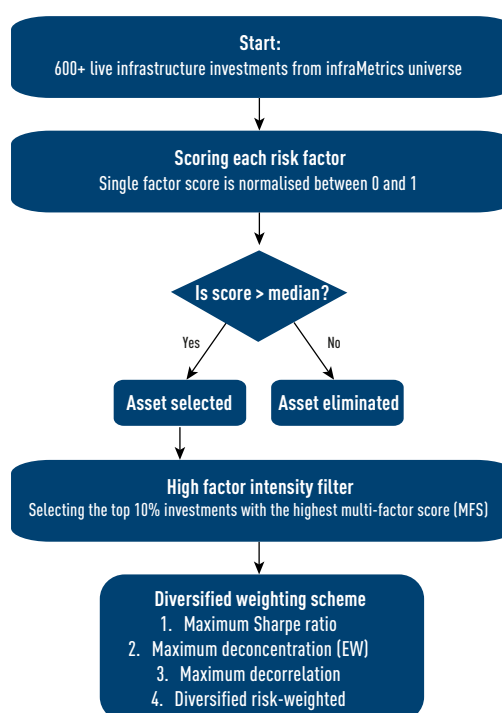 Start:
600+ live infrastructure investments from infraMetrics universe
Scoring each risk factor
Single factor score is normalised between 0 and 1
Is score > median?
Yes
No
Asset selected
Asset eliminated
High factor intensity filter
Selecting the top 10% investments with the highest multi-factor score (MFS)
Diversified weighting scheme
1. Maximum Sharpe ratio
2. Maximum deconcentration (EW)
3. Maximum decorrelation
4. Diversified risk-weighted